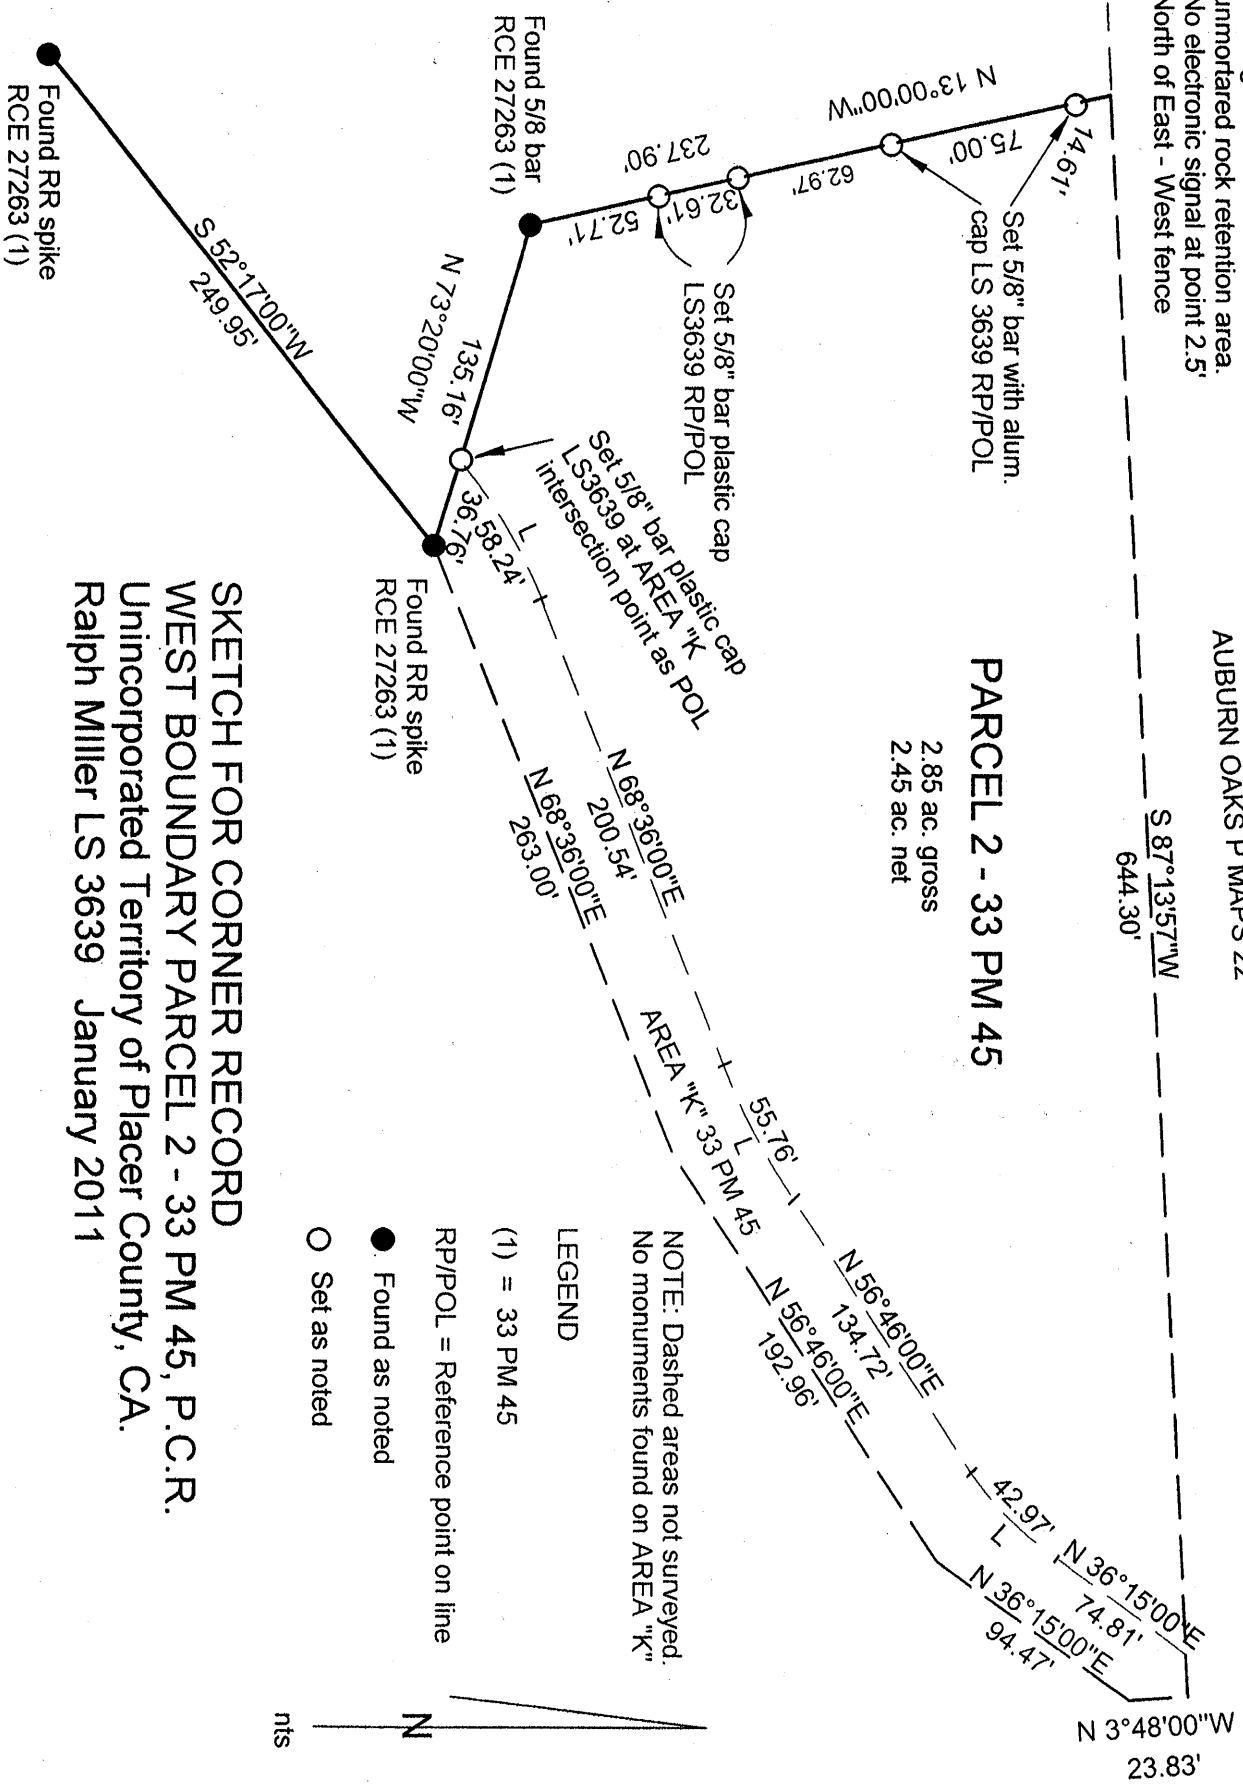 unmortared rock retention area.
No electronic signal at point 2.5'
North of East - West fence
AUBURN OAKS P MAPS 22
S 87°13'57"W
644.30'
N 3°48'00"W
23.83'
14.61'
75.00'
N 13°00'00"W
62.97'
237.90'
32.61'
52.71'
Set 5/8" bar with alum.
cap LS 3639 RP/POL
Set 5/8" bar plastic cap
LS3639 RP/POL
PARCEL 2 - 33 PM 45
2.85 ac. gross
2.45 ac. net
Found 5/8 bar
RCE 27263 (1)
N 73°20'00"W
135.16'
36.76'
Set 5/8" bar plastic cap
LS3639 at AREA "K
intersection point as POL
58.24'
L
N 68°36'00"E
200.54'
N 68°36'00"E
263.00'
55.76'
L
AREA "K" 33 PM 45
N 56°46'00"E
134.72'
N 56°46'00"E
192.96'
42.97'
L
N 36°15'00"E
74.81'
N 36°15'00"E
94.47'
Found RR spike
RCE 27263 (1)
S 52°17'00"W
249.95'
Found RR spike
RCE 27263 (1)
NOTE: Dashed areas not surveyed.
No monuments found on AREA "K"
LEGEND
(1) = 33 PM 45
RP/POL = Reference point on line
Found as noted
Set as noted
N
nts
SKETCH FOR CORNER RECORD
WEST BOUNDARY PARCEL 2 - 33 PM 45, P.C.R.
Unincorporated Territory of Placer County, CA.
Ralph Miller LS 3639 January 2011